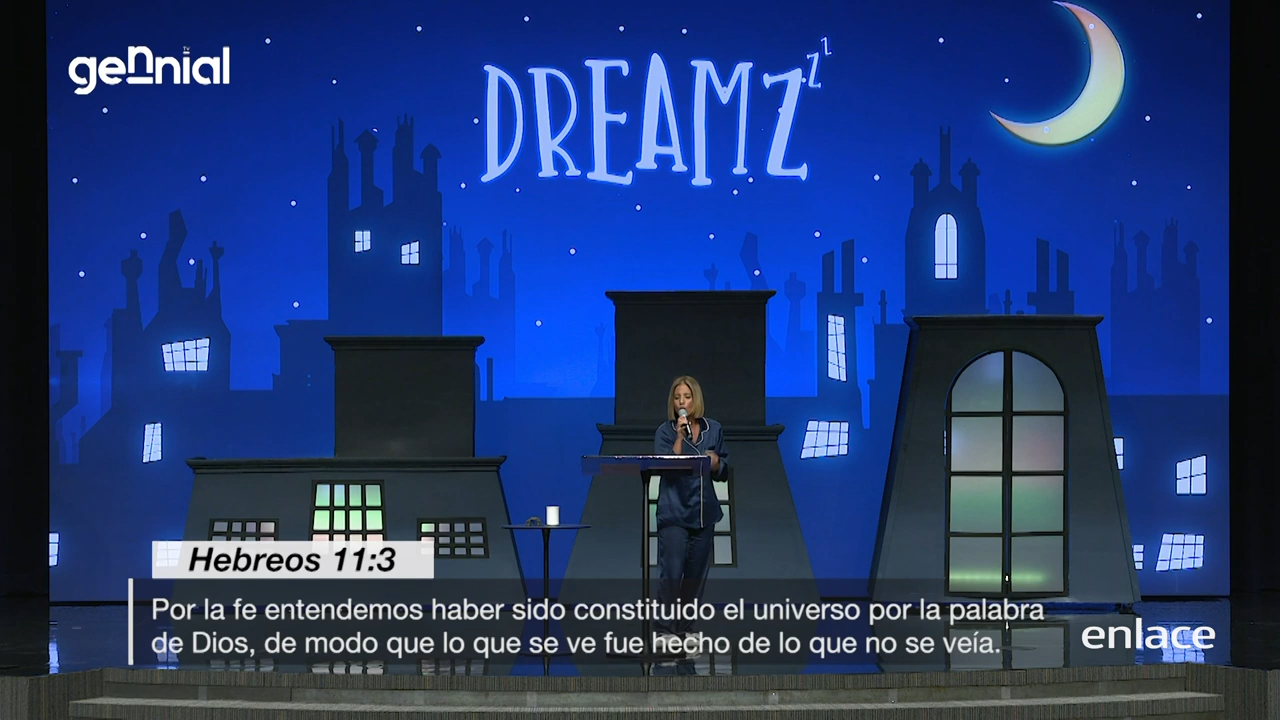 gennial
TV
DREAMZ
z
z
Hebreos 11:3
Por la fe entendemos haber sido constituido el universo por la palabra
de Dios, de modo que lo que se ve fue hecho de lo que no se veía.
enlace